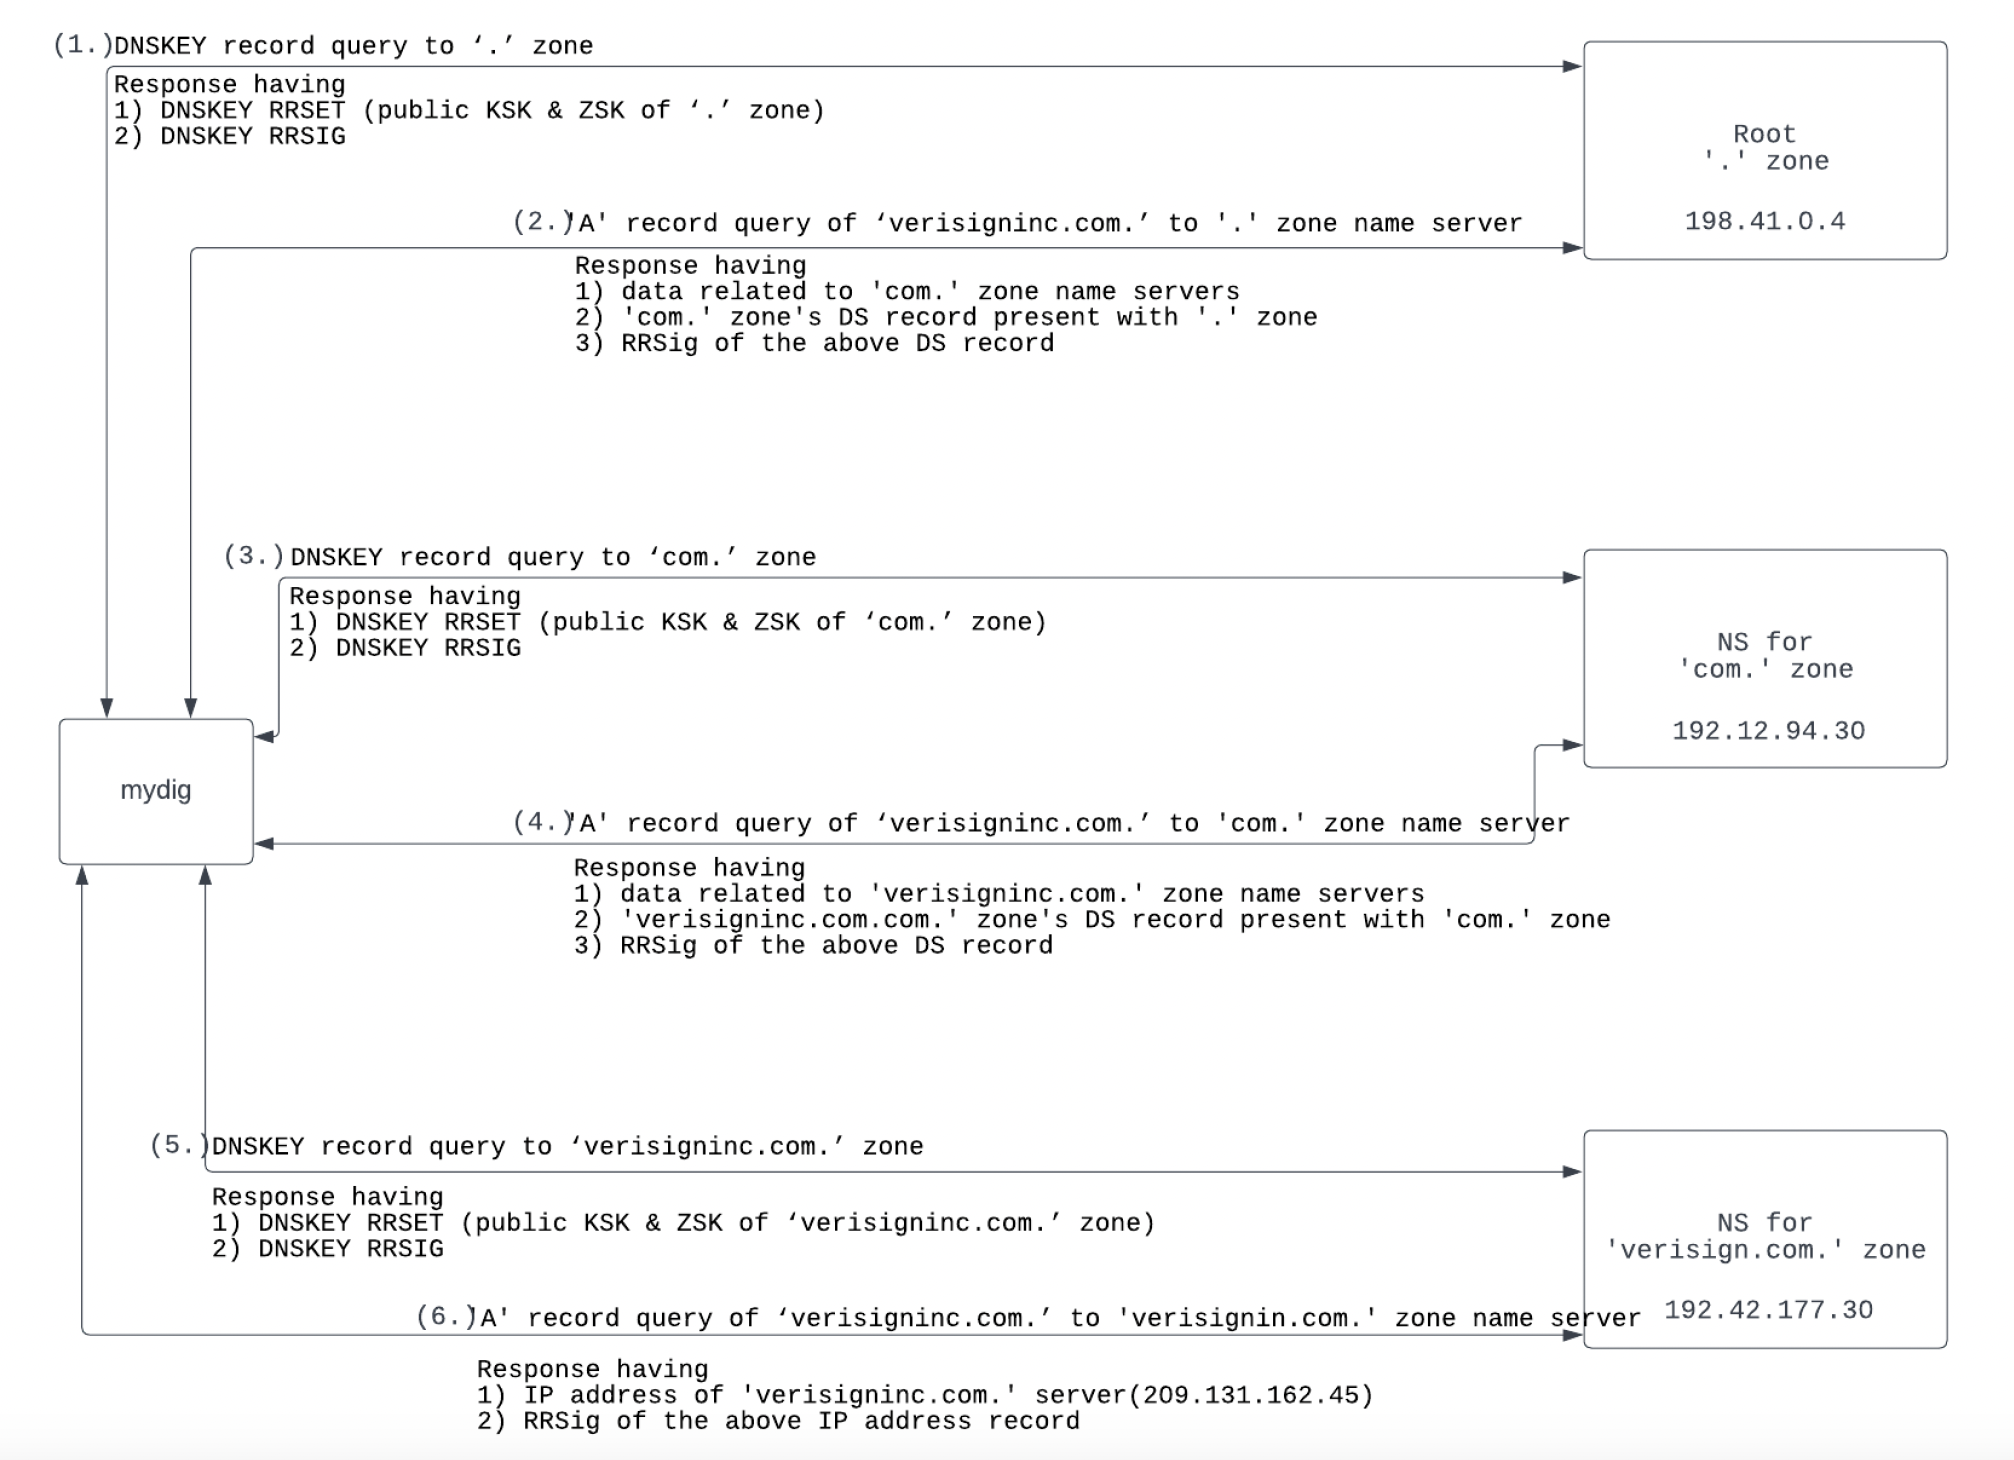 (1.)DNSKEY record query to ‘.’ zone
Response having
1) DNSKEY RRSET (public KSK & ZSK of ‘.’ zone)
2) DNSKEY RRSIG
Root
'.' zone
198.41.0.4
(2.)'A' record query of ‘verisigninc.com.’ to '.' zone name server
Response having
1) data related to 'com.' zone name servers
2) 'com.' zone's DS record present with '.' zone
3) RRSig of the above DS record
(3.)DNSKEY record query to ‘com.’ zone
Response having
1) DNSKEY RRSET (public KSK & ZSK of ‘com.’ zone)
2) DNSKEY RRSIG
NS for
'com.' zone
192.12.94.30
mydig
(4.)'A' record query of ‘verisigninc.com.’ to 'com.' zone name server
Response having
1) data related to 'verisigninc.com.' zone name servers
2) 'verisigninc.com.com.' zone's DS record present with 'com.' zone
3) RRSig of the above DS record
(5.)DNSKEY record query to ‘verisigninc.com.’ zone
Response having
1) DNSKEY RRSET (public KSK & ZSK of ‘verisigninc.com.’ zone)
2) DNSKEY RRSIG
NS for
'verisign.com.' zone
192.42.177.30
(6.)'A' record query of ‘verisigninc.com.’ to 'verisignin.com.' zone name server
Response having
1) IP address of 'verisigninc.com.' server(209.131.162.45)
2) RRSig of the above IP address record